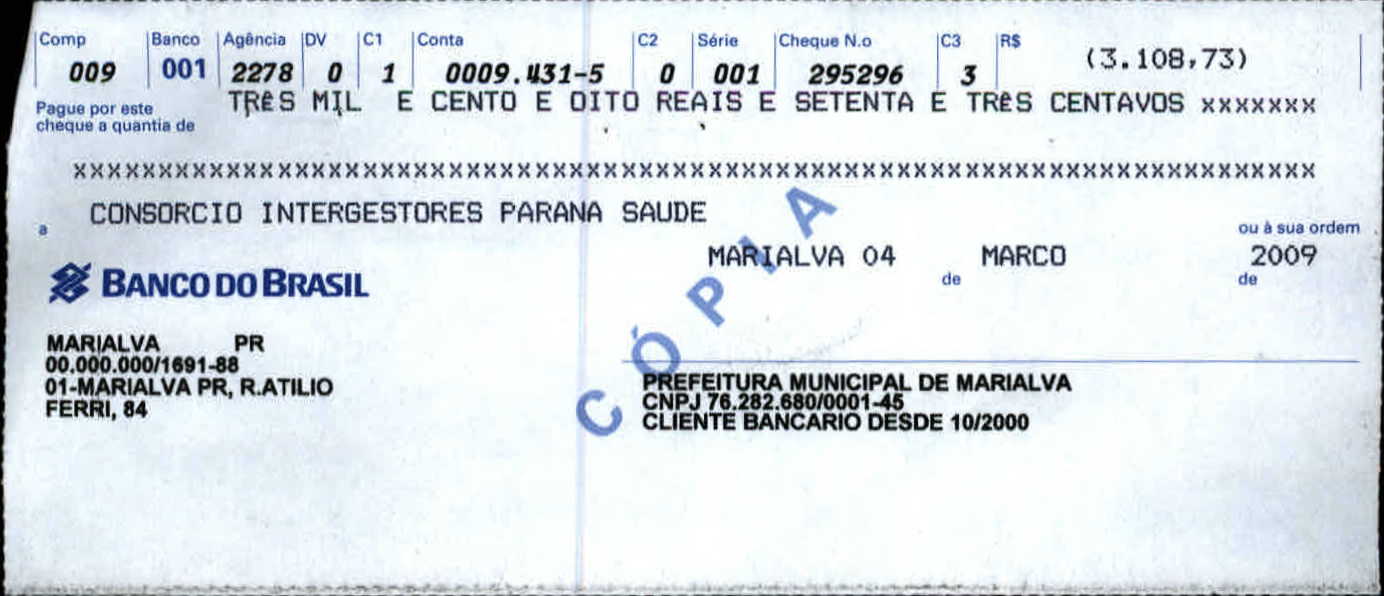 Comp Banco Agência DV C1 Conta C2 Série Cheque N.o C3 R$
009 001 2278 0 1 0009.431-5 0 001 295296 3 (3.108,73)
Pague por este
cheque a quantia de
TRêS MIL E CENTO E OITO REAIS E SETENTA E TRêS CENTAVOS xxxxxxx
xxxxxxxxxxxxxxxxxxxxxxxxxxxxxxxxxxxxxxxxxxxxxxxxxxxxxxxxxxxxxxxxxxxxxxxxxx
a CONSORCIO INTERGESTORES PARANA SAUDE
ou à sua ordem
MARIALVA 04 de MARCO de 2009
BANCO DO BRASIL
CÓPIA
MARIALVA PR
00.000.000/1691-88
01-MARIALVA PR, R.ATILIO
FERRI, 84
PREFEITURA MUNICIPAL DE MARIALVA
CNPJ 76.282.680/0001-45
CLIENTE BANCARIO DESDE 10/2000